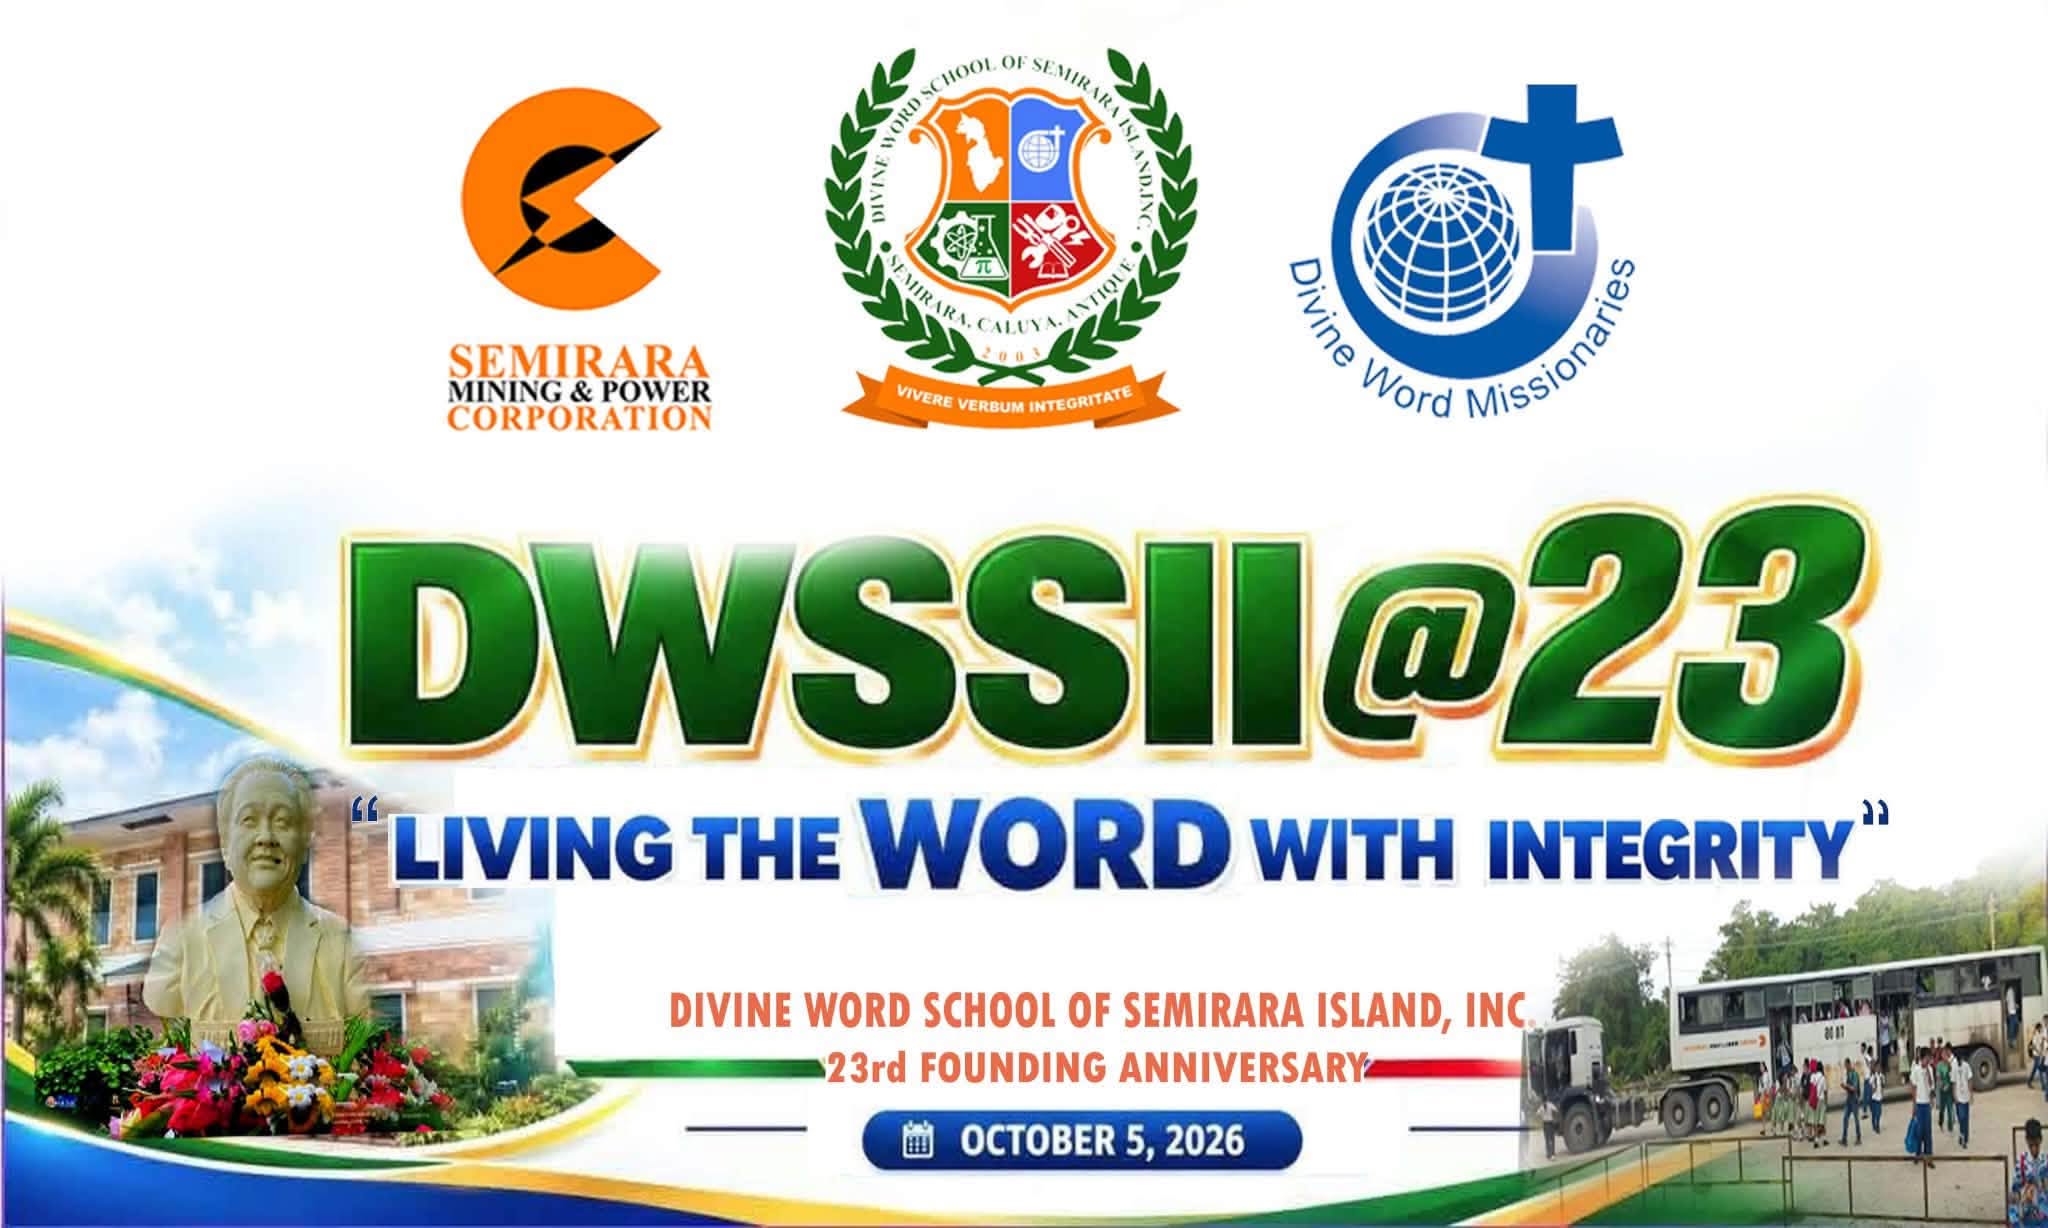 SEMIRARA
MINING & POWER
CORPORATION
DIVINE WORD SCHOOL OF SEMIRARA ISLAND, INC.
SEMIRARA, CALUYA, ANTIQUE
2003
π
VIVERE VERBUM INTEGRITATE
Divine Word Missionaries
DWSSII@23
“LIVING THE WORD WITH INTEGRITY”
DIVINE WORD SCHOOL OF SEMIRARA ISLAND, INC.
23rd FOUNDING ANNIVERSARY
OCTOBER 5, 2026